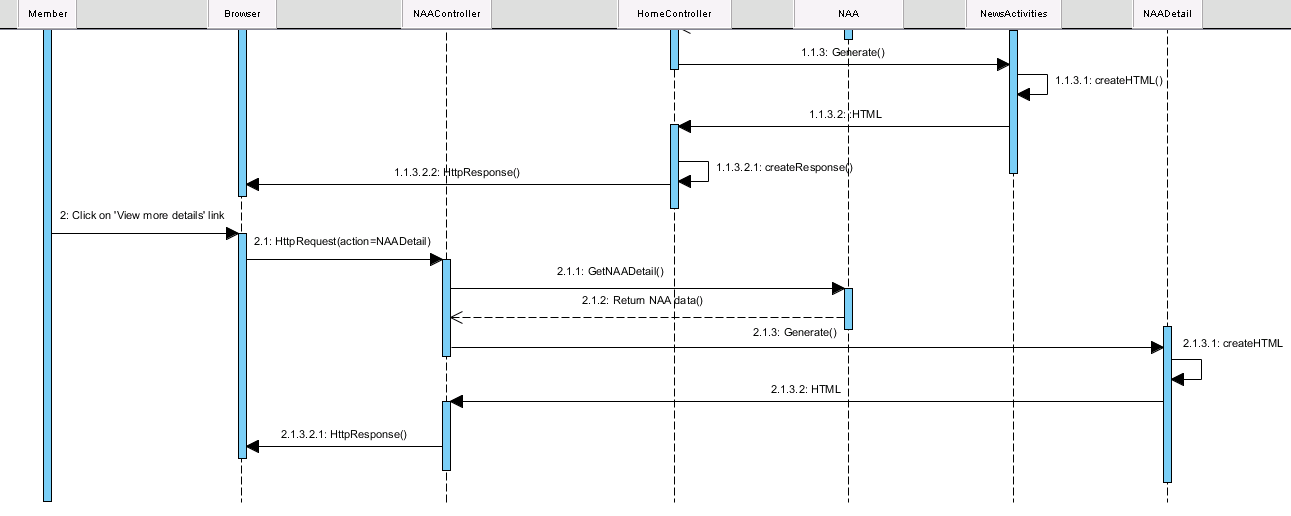 Member
Browser
NAAController
HomeController
NAA
NewsActivities
NAADetail
1.1.3: Generate()
1.1.3.1: createHTML()
1.1.3.2: :HTML
1.1.3.2.1: createResponse()
1.1.3.2.2: HttpResponse()
2: Click on 'View more details' link
2.1: HttpRequest(action=NAADetail)
2.1.1: GetNAADetail()
2.1.2: Return NAA data()
2.1.3: Generate()
2.1.3.1: createHTML
2.1.3.2: HTML
2.1.3.2.1: HttpResponse()